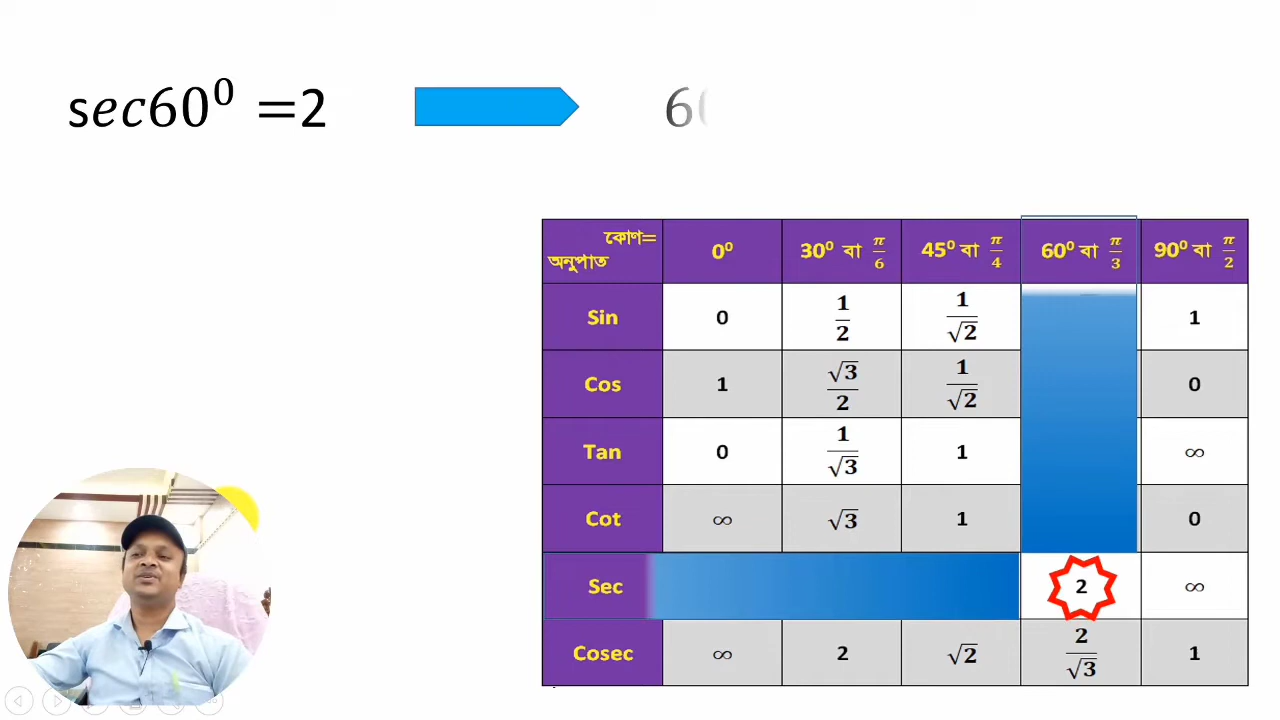 sec60⁰ =2
6
কোণ=
অনুপাত 0⁰ 30⁰ বা π/6 45⁰ বা π/4 60⁰ বা π/3 90⁰ বা π/2
Sin 0 1/2 1/√2 1
Cos 1 √3/2 1/√2 0
Tan 0 1/√3 1 ∞
Cot ∞ √3 1 0
Sec 2 ∞
Cosec ∞ 2 √2 2/√3 1